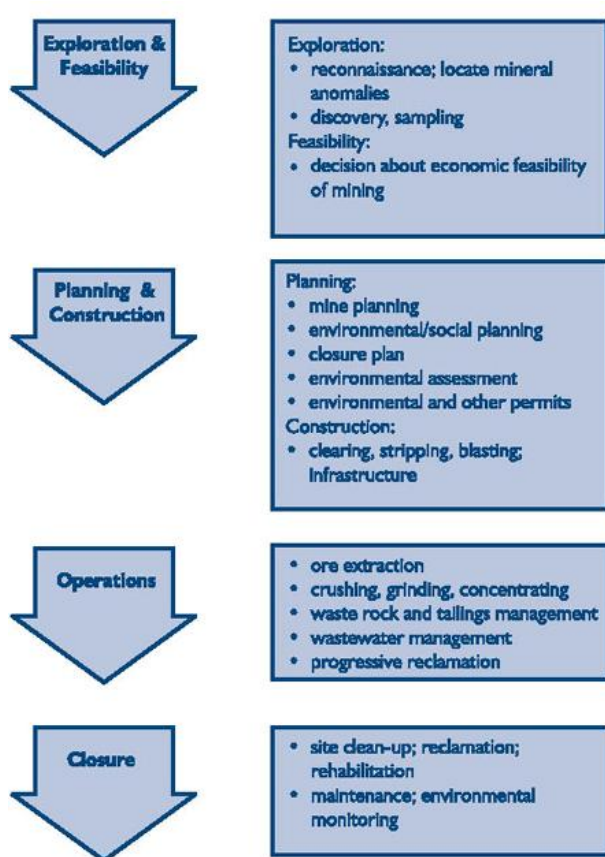 Exploration &
Feasibility
Exploration:
• reconnaissance; locate mineral
anomalies
• discovery, sampling
Feasibility:
• decision about economic feasibility
of mining
Planning &
Construction
Planning:
• mine planning
• environmental/social planning
• closure plan
• environmental assessment
• environmental and other permits
Construction:
• clearing, stripping, blasting;
infrastructure
Operations
• ore extraction
• crushing, grinding, concentrating
• waste rock and tailings management
• wastewater management
• progressive reclamation
Closure
• site clean-up; reclamation;
rehabilitation
• maintenance; environmental
monitoring